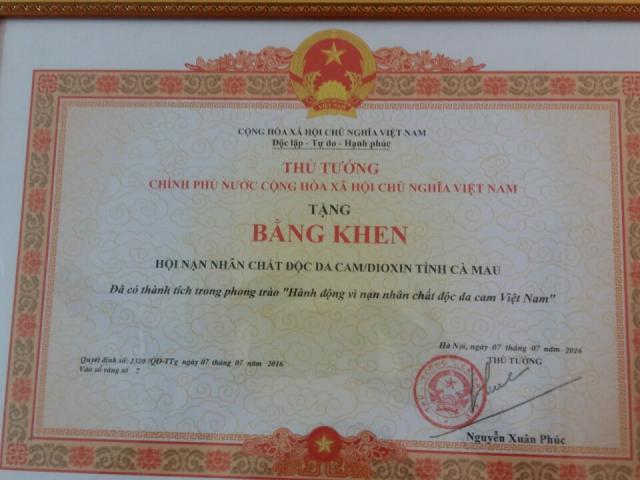 VIỆT NAM
CỘNG HÒA XÃ HỘI CHỦ NGHĨA VIỆT NAM
Độc lập - Tự do - Hạnh phúc
THỦ TƯỚNG
CHÍNH PHỦ NƯỚC CỘNG HÒA XÃ HỘI CHỦ NGHĨA VIỆT NAM
TẶNG
BẰNG KHEN
HỘI NẠN NHÂN CHẤT ĐỘC DA CAM/DIOXIN TỈNH CÀ MAU
Đã có thành tích trong phong trào "Hành động vì nạn nhân chất độc da cam Việt Nam"
Hà Nội, ngày 07 tháng 07 năm 2016
Quyết định số: 1320 /QĐ-TTg ngày 07 tháng 07 năm 2016
THỦ TƯỚNG
Vào sổ vàng số 7
Nguyễn Xuân Phúc